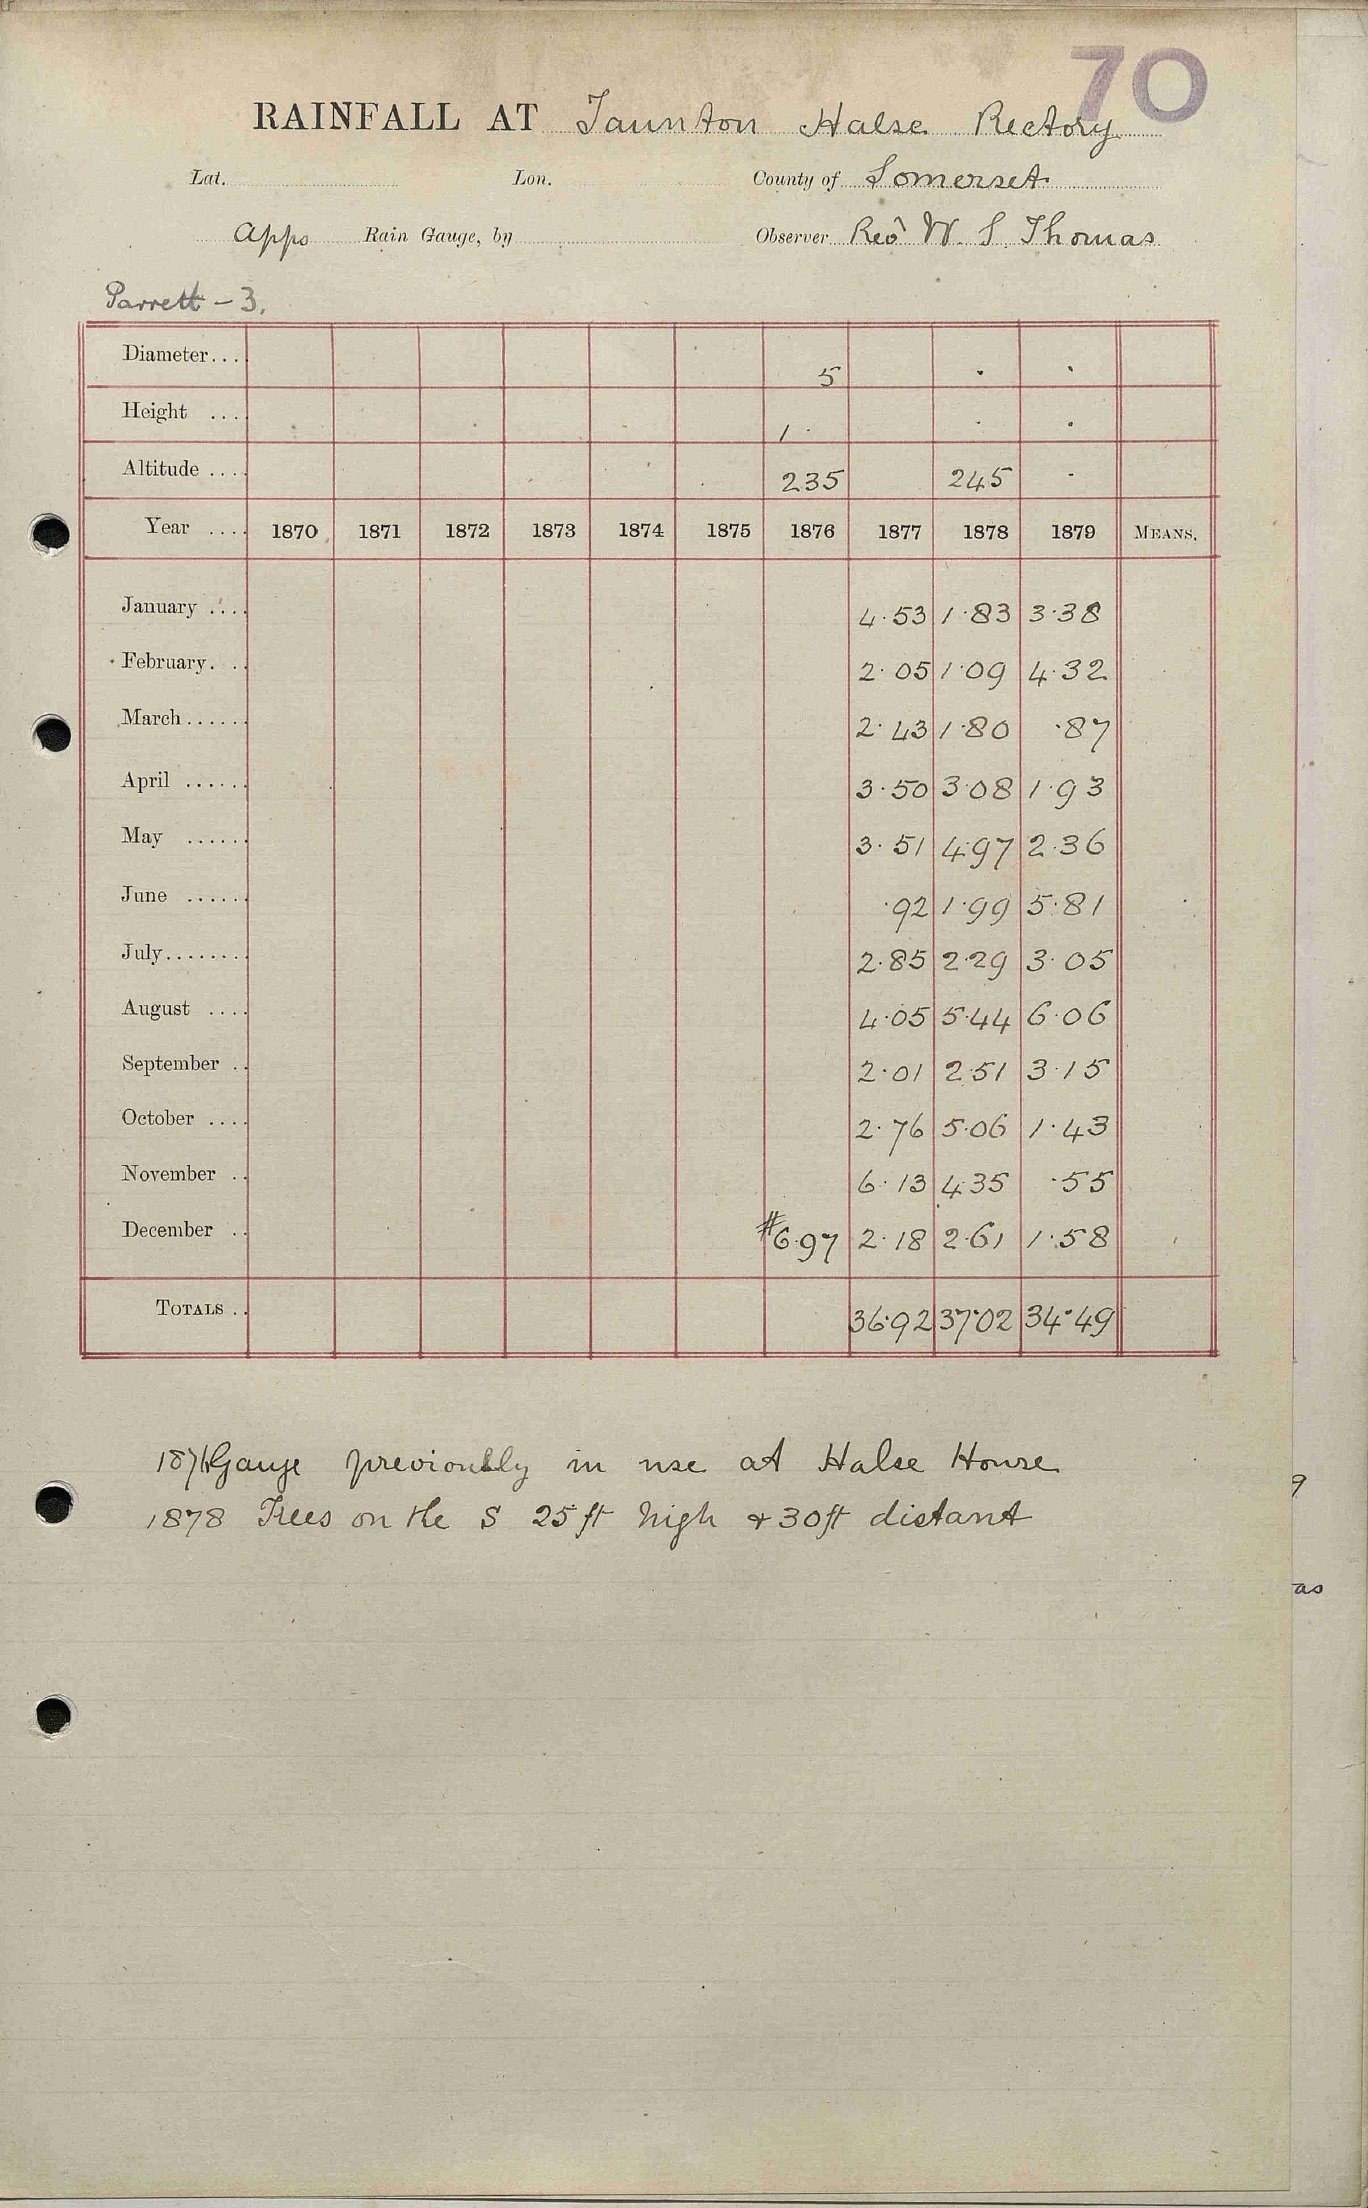 70
RAINFALL AT Taunton Halse Rectory
Lat. Lon. County of Somerset
Apps Rain Gauge, by Observer Revd W. S. Thomas
Parrett - 3.
Diameter.... 5 . .
Height .... 1 . . .
Altitude .... 235 245 .
Year .... 1870 1871 1872 1873 1874 1875 1876 1877 1878 1879 MEANS.
January .... 4.53 1.83 3.38
February... 2.05 1.09 4.32
March...... 2.43 1.80 .87
April ...... 3.50 3.08 1.93
May ...... 3.51 4.97 2.36
June ...... .92 1.99 5.81
July........ 2.85 2.29 3.05
August .... 4.05 5.44 6.06
September .. 2.01 2.51 3.15
October .... 2.76 5.06 1.43
November .. 6.13 4.35 .55
December .. #6.97 2.18 2.61 1.58
TOTALS .. 36.92 37.02 34.49
1876 Gauge previously in use at Halse House
1878 Trees on the S 25 ft high & 30 ft distant
9
as